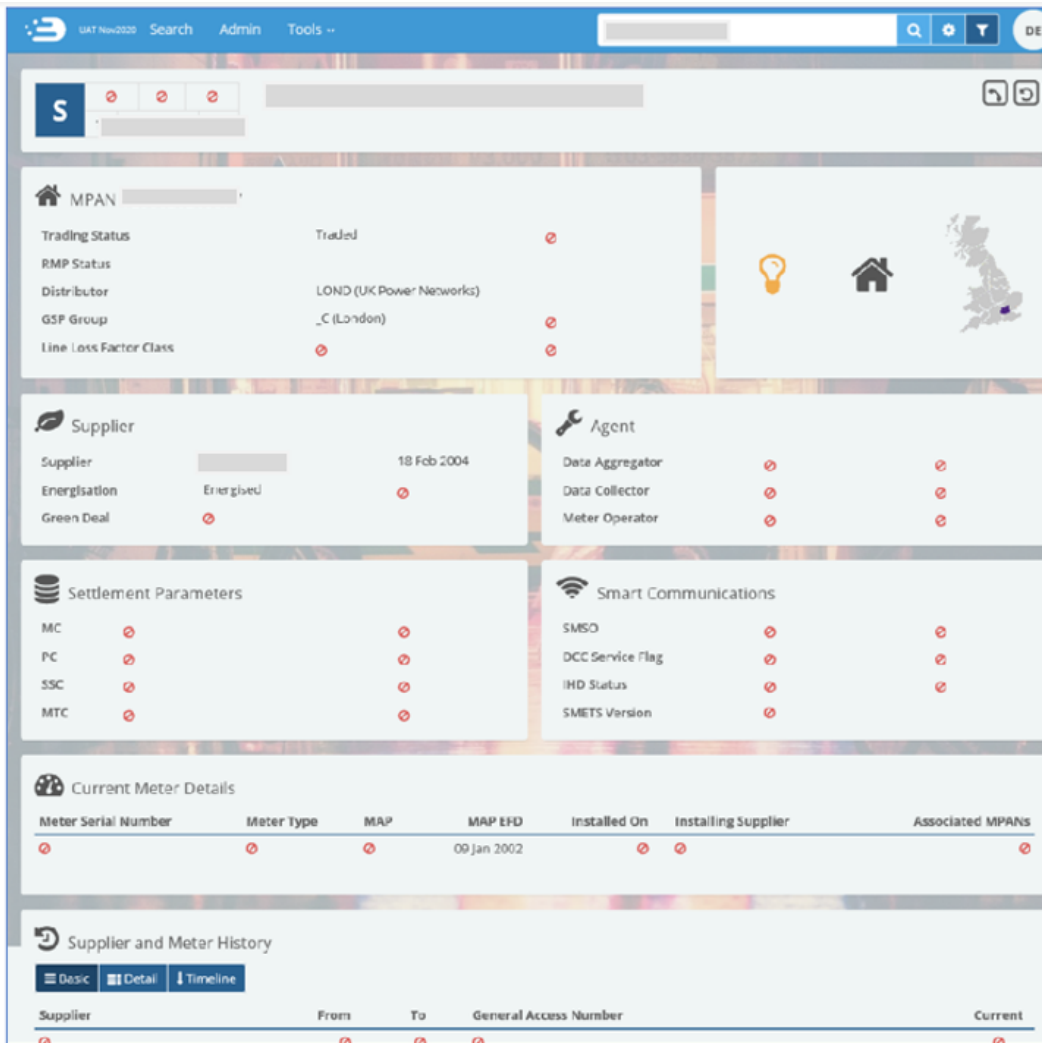 UAT Nov2020 Search Admin Tools DE
S
MPAN
Trading Status Traded
RMP Status
Distributor LOND (UK Power Networks)
GSP Group _C (London)
Line Loss Factor Class
Supplier
Supplier 18 Feb 2004
Energisation Energised
Green Deal
Agent
Data Aggregator
Data Collector
Meter Operator
Settlement Parameters
MC
PC
SSC
MTC
Smart Communications
SMSO
DCC Service Flag
IHD Status
SMETS Version
Current Meter Details
Meter Serial Number Meter Type MAP MAP EFD Installed On Installing Supplier Associated MPANs
09 Jan 2002
Supplier and Meter History
Basic Detail Timeline
Supplier From To General Access Number Current